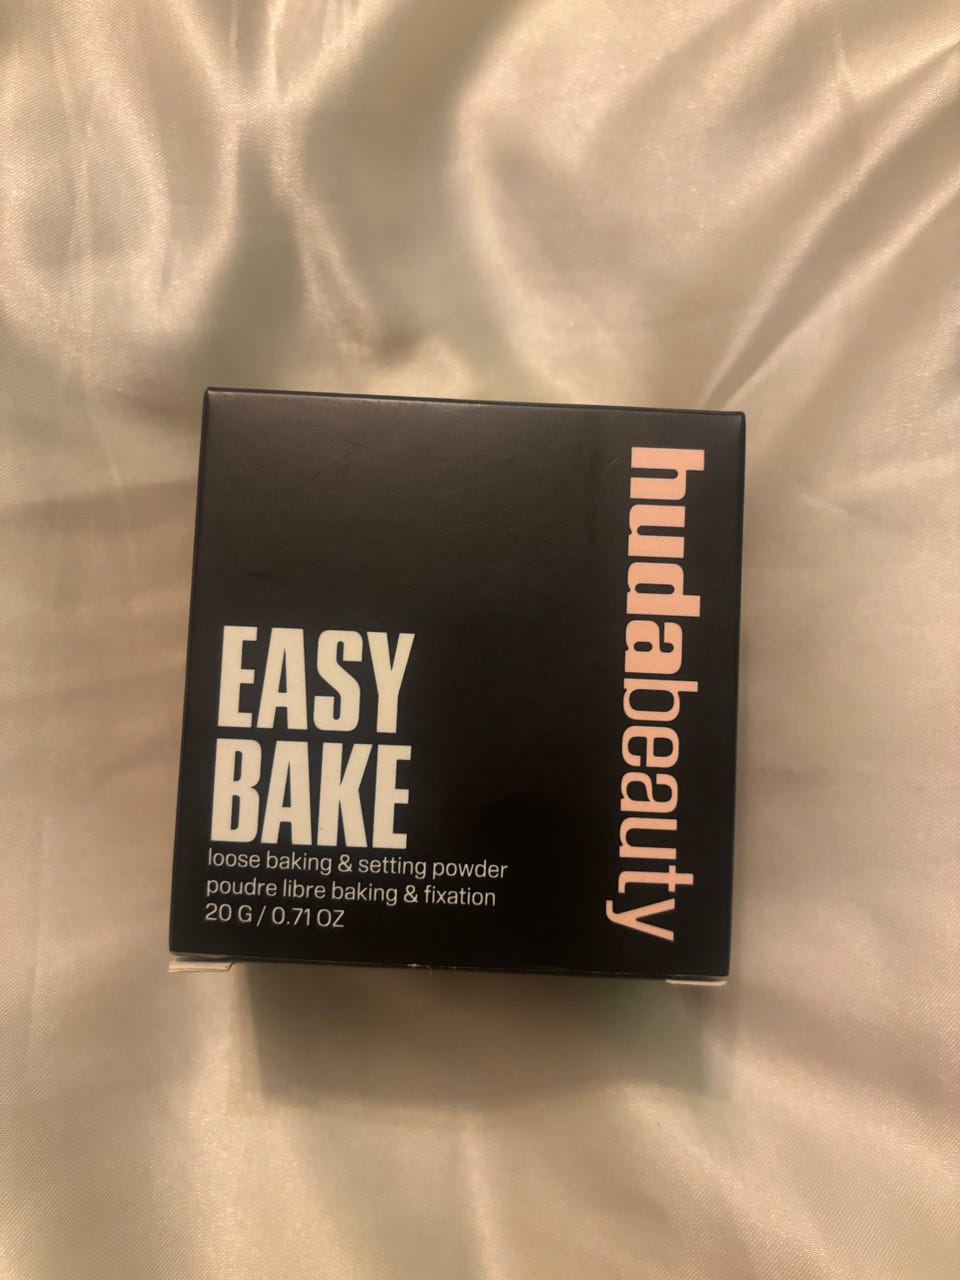 hudabeauty
EASY
BAKE
loose baking & setting powder
poudre libre baking & fixation
20 G / 0.71 OZ